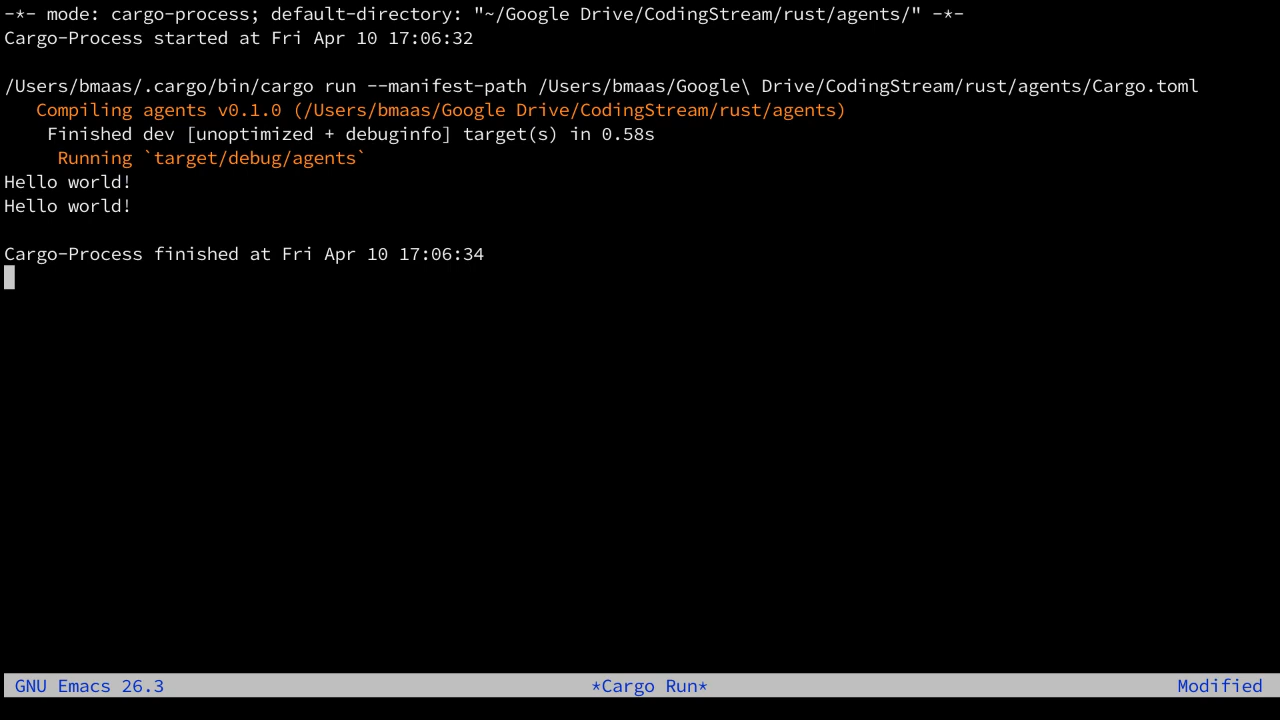 -*- mode: cargo-process; default-directory: "~/Google Drive/CodingStream/rust/agents/" -*-
Cargo-Process started at Fri Apr 10 17:06:32
/Users/bmaas/.cargo/bin/cargo run --manifest-path /Users/bmaas/Google\ Drive/CodingStream/rust/agents/Cargo.toml
Compiling agents v0.1.0 (/Users/bmaas/Google Drive/CodingStream/rust/agents)
Finished dev [unoptimized + debuginfo] target(s) in 0.58s
Running `target/debug/agents`
Hello world!
Hello world!
Cargo-Process finished at Fri Apr 10 17:06:34
GNU Emacs 26.3 *Cargo Run* Modified